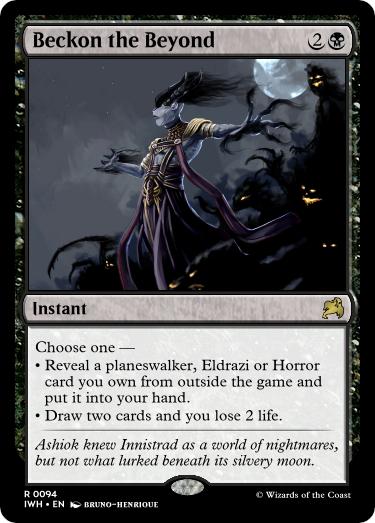 Beckon the Beyond 2
Instant
Choose one —
• Reveal a planeswalker, Eldrazi or Horror
card you own from outside the game and
put it into your hand.
• Draw two cards and you lose 2 life.
Ashiok knew Innistrad as a world of nightmares,
but not what lurked beneath its silvery moon.
R 0094
IWH • EN BRUNO-HENRIQUE
© Wizards of the Coast